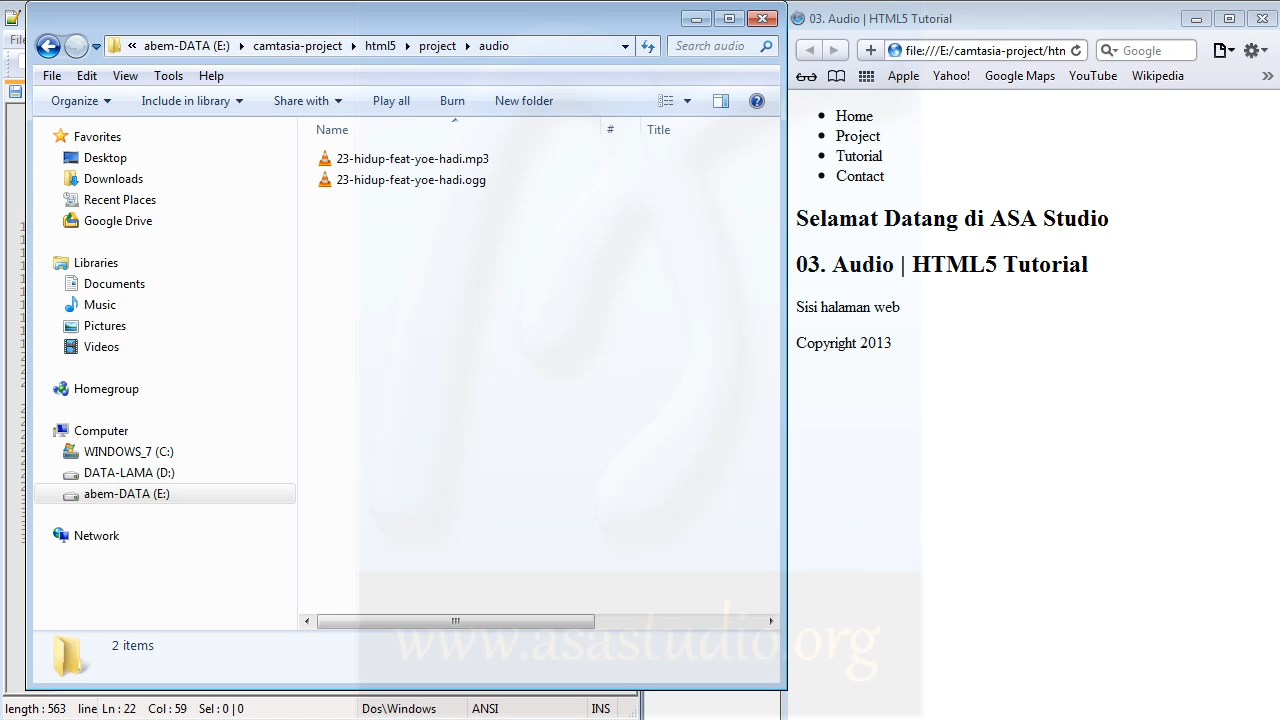 Fil
abem-DATA (E:) camtasia-project html5 project audio
Search audio
File Edit View Tools Help
Organize Include in library Share with Play all Burn New folder
Name # Title
Favorites
Desktop
Downloads
Recent Places
Google Drive
Libraries
Documents
Music
Pictures
Videos
Homegroup
Computer
WINDOWS_7 (C:)
DATA-LAMA (D:)
abem-DATA (E:)
Network
23-hidup-feat-yoe-hadi.mp3
23-hidup-feat-yoe-hadi.ogg
2 items
length : 563 line Ln : 22 Col : 59 Sel : 0 | 0 Dos\Windows ANSI INS
03. Audio | HTML5 Tutorial
file:///E:/camtasia-project/htn
Google
Apple Yahoo! Google Maps YouTube Wikipedia
Home
Project
Tutorial
Contact
Selamat Datang di ASA Studio
03. Audio | HTML5 Tutorial
Sisi halaman web
Copyright 2013
www.asastudio.org